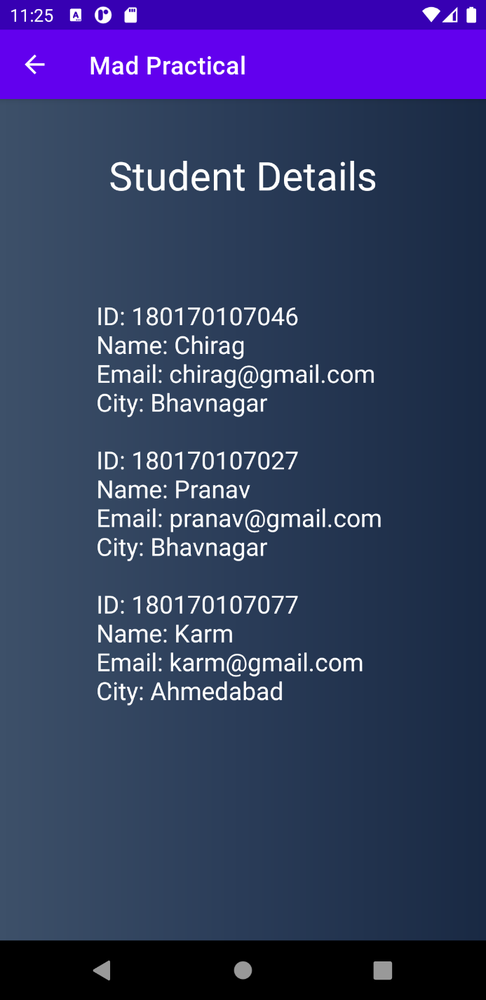 11:25
Mad Practical
Student Details
ID: 180170107046
Name: Chirag
Email: chirag@gmail.com
City: Bhavnagar
ID: 180170107027
Name: Pranav
Email: pranav@gmail.com
City: Bhavnagar
ID: 180170107077
Name: Karm
Email: karm@gmail.com
City: Ahmedabad